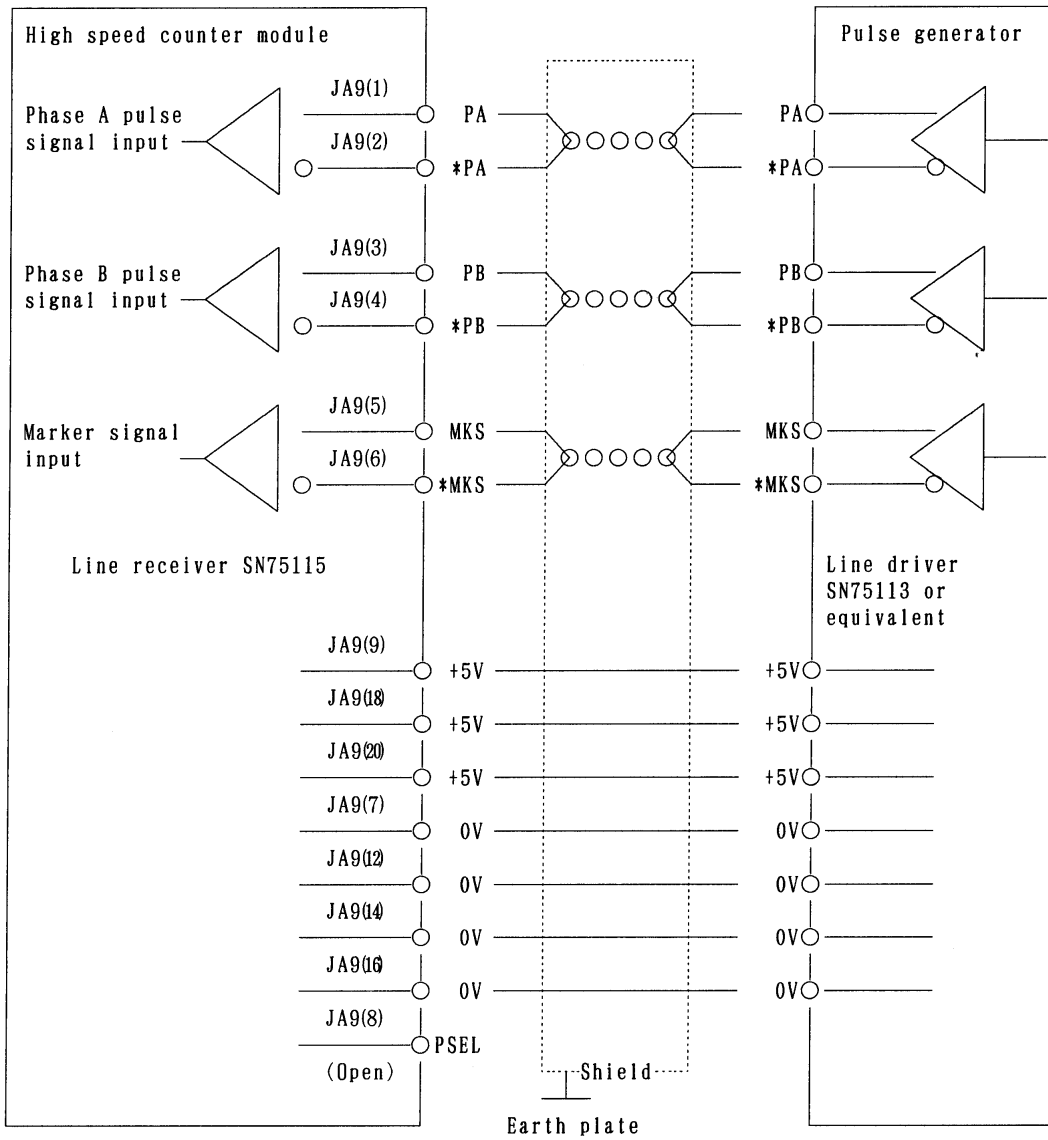 High speed counter module
Pulse generator
JA9(1)
PA
PA
Phase A pulse
signal input
JA9(2)
*PA
*PA
JA9(3)
PB
PB
Phase B pulse
signal input
JA9(4)
*PB
*PB
JA9(5)
MKS
MKS
Marker signal
input
JA9(6)
*MKS
*MKS
Line receiver SN75115
Line driver
SN75113 or
equivalent
JA9(9)
+5V
+5V
JA9(18)
+5V
+5V
JA9(20)
+5V
+5V
JA9(7)
0V
0V
JA9(12)
0V
0V
JA9(14)
0V
0V
JA9(16)
0V
0V
JA9(8)
PSEL
(Open)
Shield
Earth plate